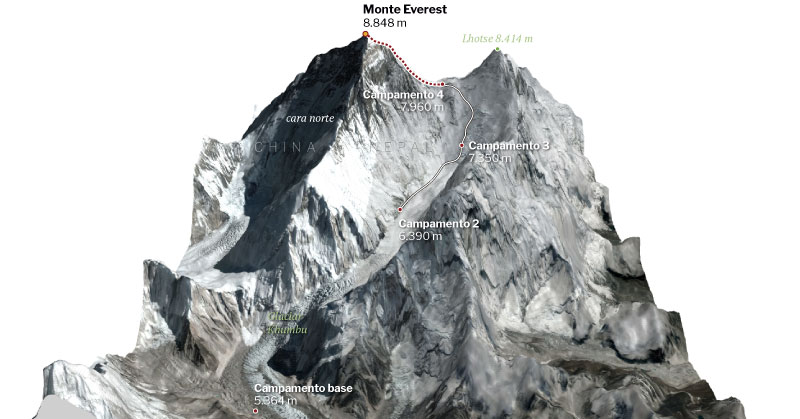 Monte Everest
8.848 m
Lhotse 8.414 m
Campamento 4
7.960 m
cara norte
CHINA NEPAL
Campamento 3
7.350 m
Campamento 2
6.390 m
Glaciar
Khumbu
Campamento base
5.364 m